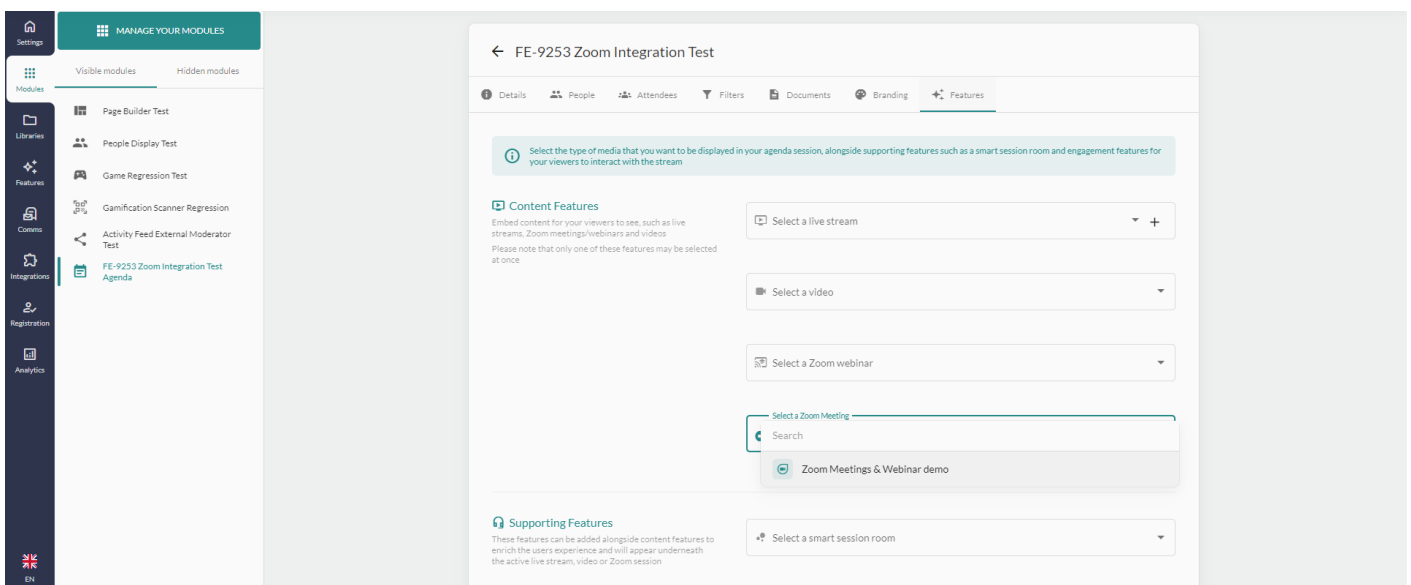 Settings
Modules
Libraries
Features
Comms
Integrations
Registration
Analytics
EN
MANAGE YOUR MODULES
Visible modules
Hidden modules
Page Builder Test
People Display Test
Game Regression Test
Gamification Scanner Regression
Activity Feed External Moderator
Test
FE-9253 Zoom Integration Test
Agenda
FE-9253 Zoom Integration Test
Details
People
Attendees
Filters
Documents
Branding
Features
Select the type of media that you want to be displayed in your agenda session, alongside supporting features such as a smart session room and engagement features for
your viewers to interact with the stream
Content Features
Embed content for your viewers to see, such as live
streams, Zoom meetings/webinars and videos
Please note that only one of these features may be selected
at once
Select a live stream
Select a video
Select a Zoom webinar
Select a Zoom Meeting
Search
Zoom Meetings & Webinar demo
Supporting Features
These features can be added alongside content features to
enrich the users experience and will appear underneath
the active live stream, video or Zoom session
Select a smart session room